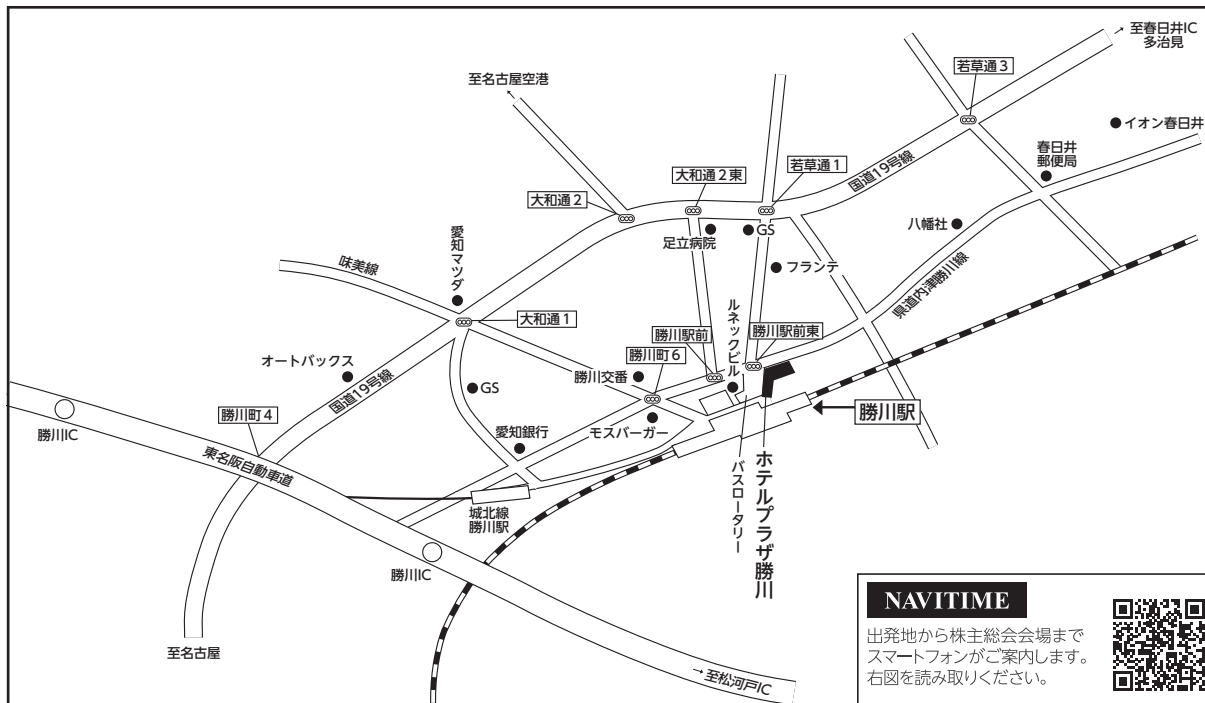 →至春日井IC
多治見
若草通3
至名古屋空港
←
イオン春日井
春日井
郵便局
国道19号線
若草通1
大和通2東
大和通2
足立病院
GS
八幡社
フランテ
愛知マツダ
味美線
県道内津勝川線
大和通1
ルネックビル
勝川駅前
勝川駅前東
勝川町6
オートバックス
勝川交番
国道19号線
GS
勝川駅
勝川町4
勝川IC
愛知銀行
モスバーガー
東名阪自動車道
バスロータリー
ホテルプラザ勝川
城北線
勝川駅
勝川IC
至名古屋
→至松河戸IC
NAVITIME
出発地から株主総会会場まで
スマートフォンがご案内します。
右図を読み取りください。